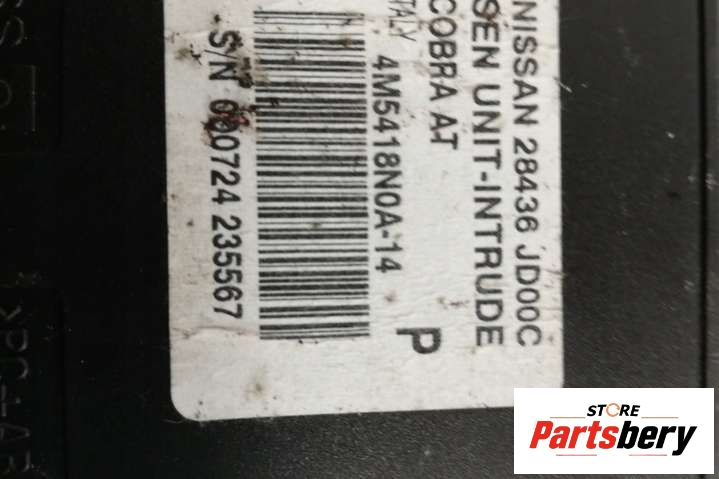 NISSAN 28436 JD00C
SEN UNIT-INTRUDE
COBRA AT
ITALY 4M5418N0A-14
P
S/N 000724 235567
STORE
Partsbery